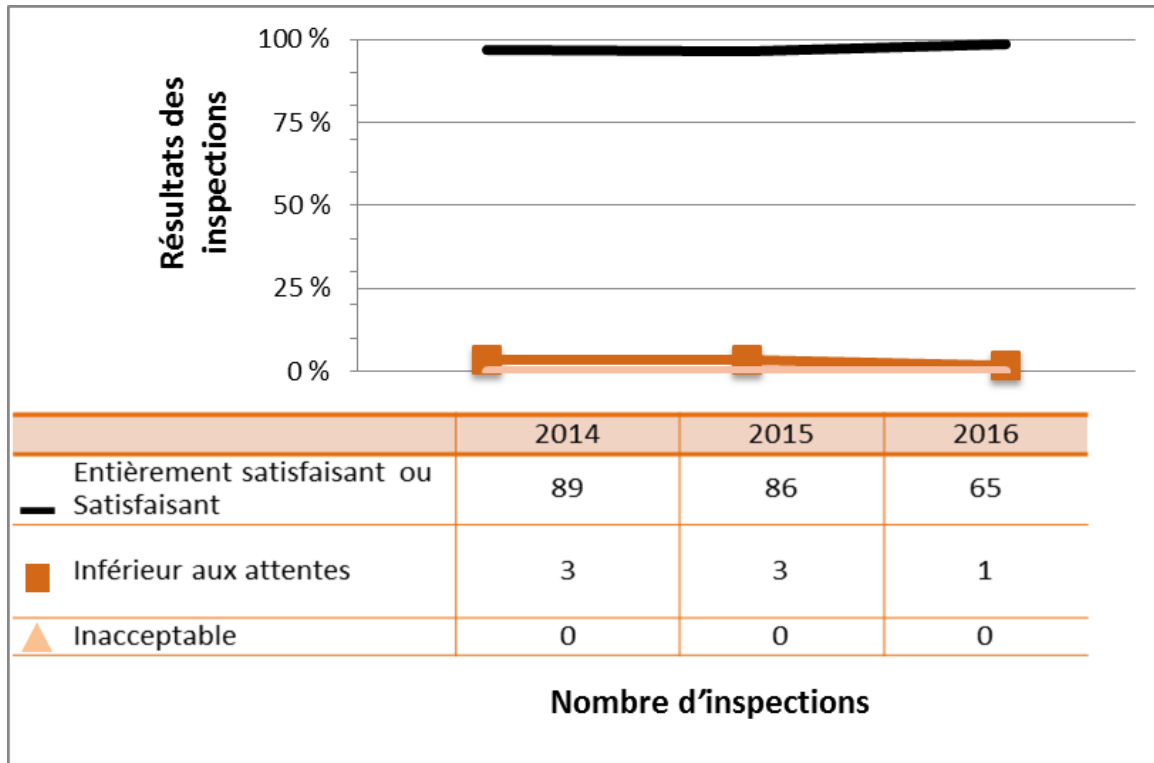 Résultats des
inspections
100 %
75 %
50 %
25 %
0 %
2014 2015 2016
Entièrement satisfaisant ou
Satisfaisant
89 86 65
Inférieur aux attentes 3 3 1
Inacceptable 0 0 0
Nombre d’inspections